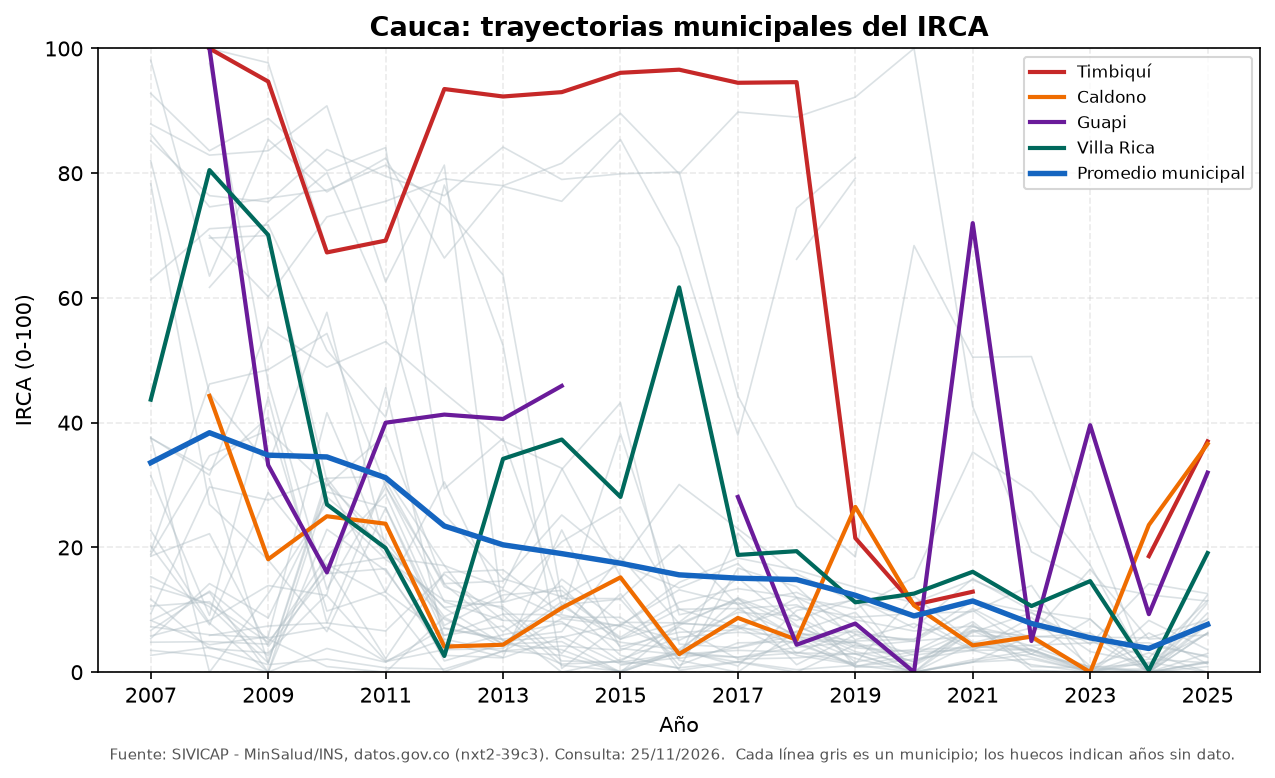 Cauca: trayectorias municipales del IRCA
100
80
60
40
20
0
IRCA (0-100)
Timbiquí
Caldono
Guapi
Villa Rica
Promedio municipal
2007 2009 2011 2013 2015 2017 2019 2021 2023 2025
Año
Fuente: SIVICAP - MinSalud/INS, datos.gov.co (nxt2-39c3). Consulta: 25/11/2026.  Cada línea gris es un municipio; los huecos indican años sin dato.